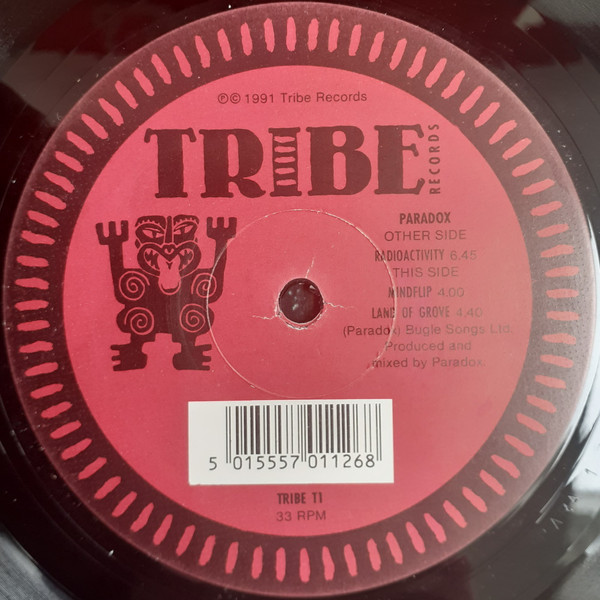 ℗© 1991 Tribe Records
TRIBE
RECORDS
PARADOX
OTHER SIDE
RADIOACTIVITY 6.45
THIS SIDE
MINDFLIP 4.00
LAND OF GROVE 4.40
(Paradox) Bugle Songs Ltd.
Produced and
mixed by Paradox.
5 015557 011268
TRIBE 11
33 RPM